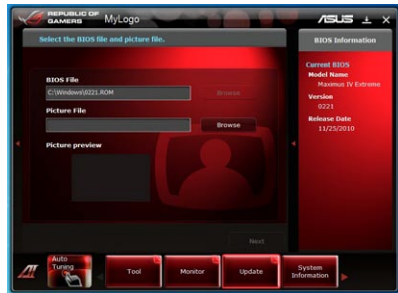 REPUBLIC OF
GAMERS
MyLogo
ASUS
Select the BIOS file and picture file.
BIOS File
C:\Windows\0221.ROM
Browse
Picture File
Browse
Picture preview
Next
BIOS Information
Current BIOS
Model Name
Maximus IV Extreme
Version
0221
Release Date
11/25/2010
Auto
Tuning
Tool
Monitor
Update
System
Information